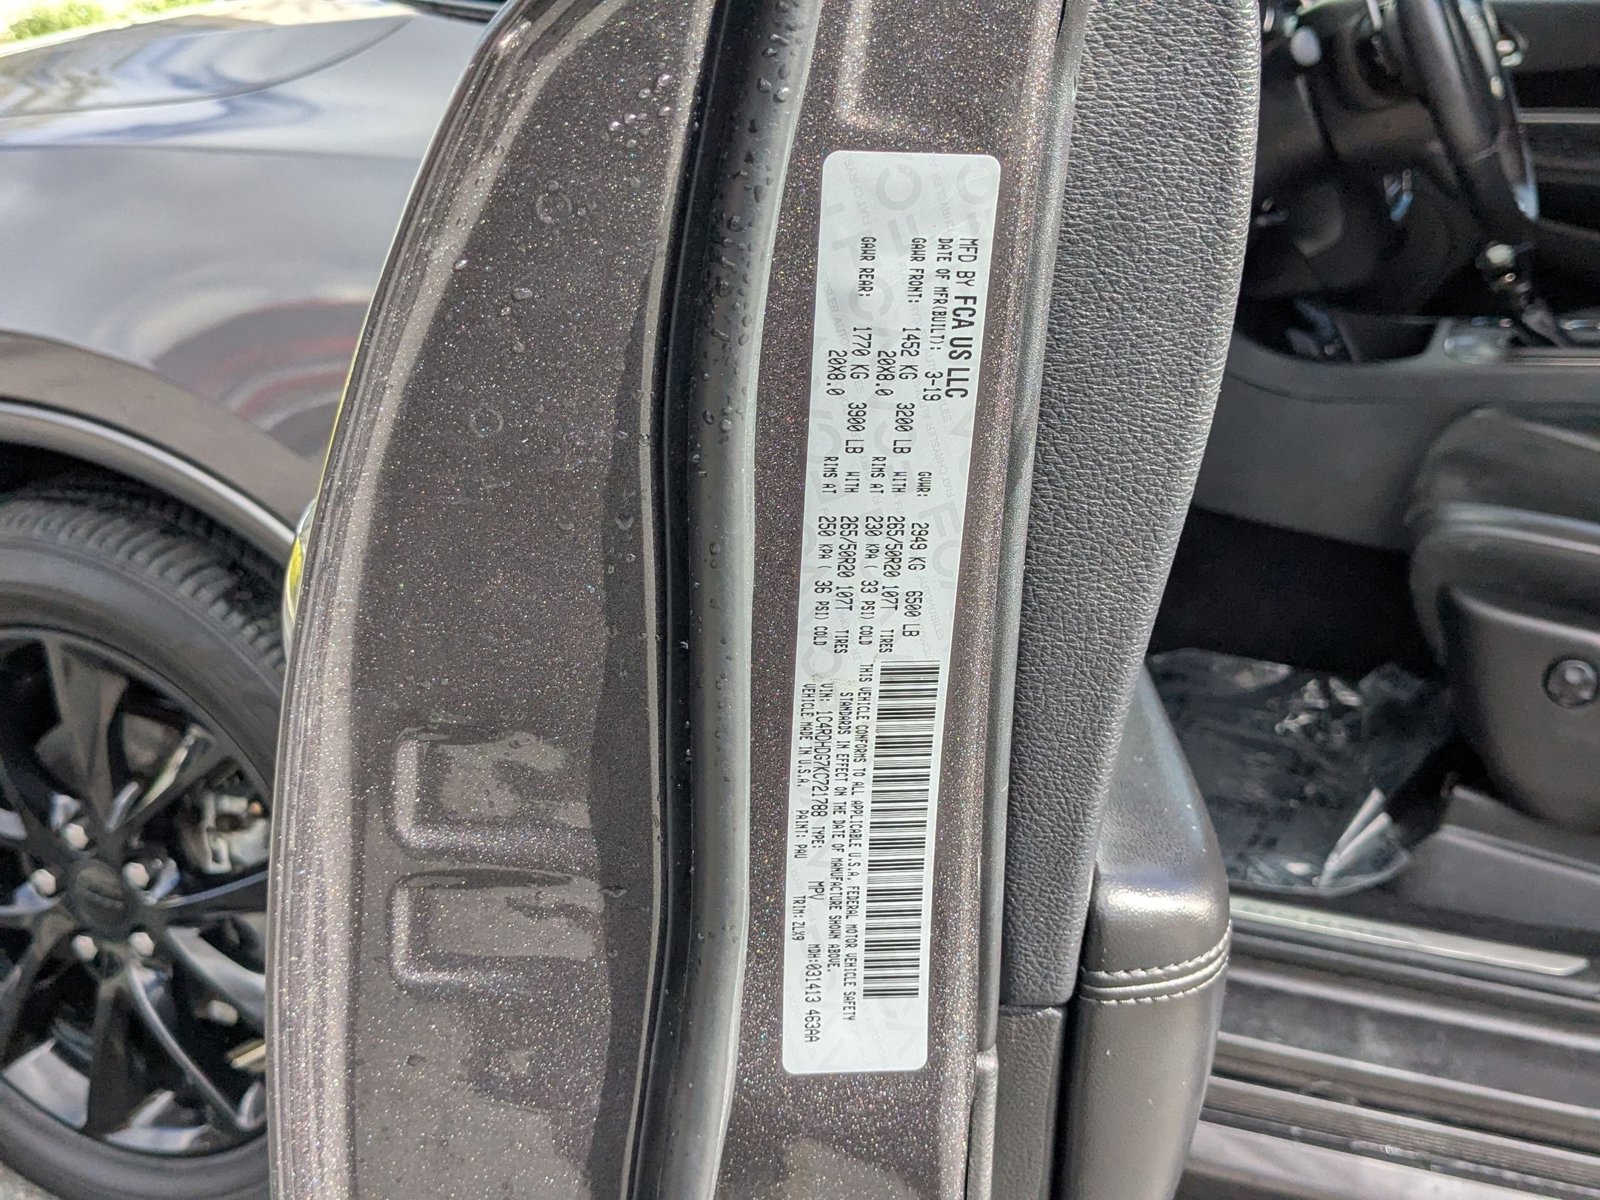 MFD BY FCA US LLC
DATE OF MFR(BUILT): 3-19 GVWR: 2949 KG 6500 LB
GAWR FRONT: 1452 KG 3200 LB WITH 265/50R20 107T TIRES
20X8.0 RIMS AT 230 KPA( 33 PSI) COLD
GAWR REAR: 1770 KG 3900 LB WITH 265/50R20 107T TIRES
20X8.0 RIMS AT 250 KPA( 36 PSI) COLD
THIS VEHICLE CONFORMS TO ALL APPLICABLE U.S.A. FEDERAL MOTOR VEHICLE SAFETY
STANDARDS IN EFFECT ON THE DATE OF MANUFACTURE SHOWN ABOVE.
VIN: 1C4RDHDG7KC721788 TYPE: MPV MDH:031413 463AA
VEHICLE MADE IN U.S.A. PAINT: PAU TRIM: ZLX9